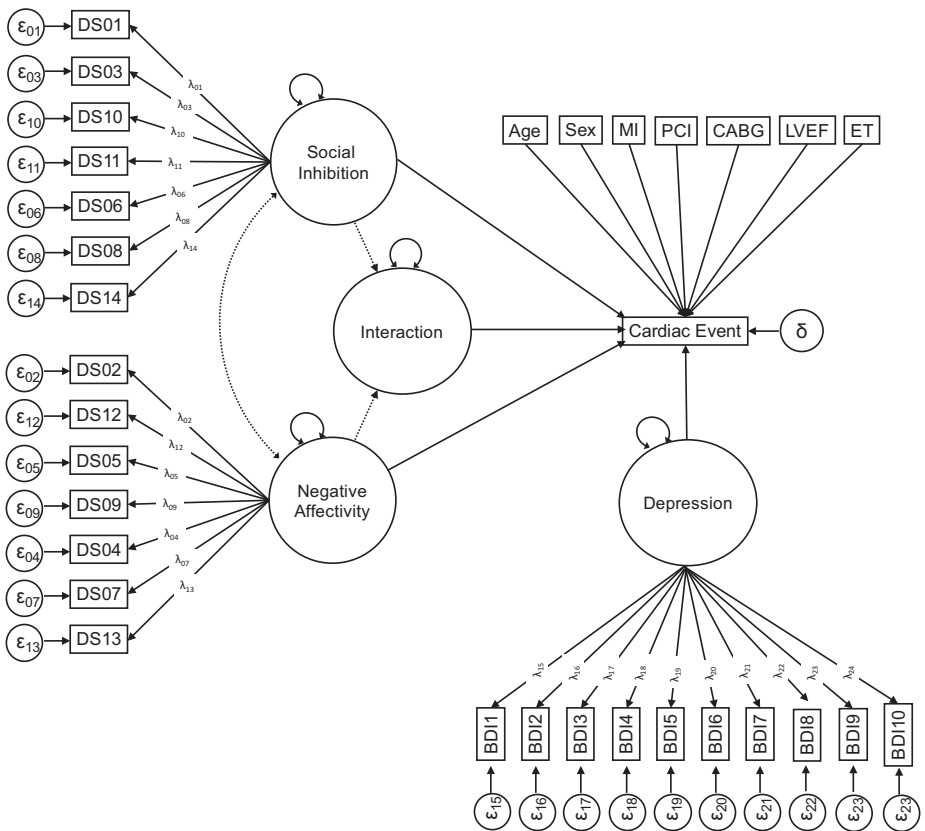 ε01 DS01
ε03 DS03
ε10 DS10
ε11 DS11
ε06 DS06
ε08 DS08
ε14 DS14
λ01
λ03
λ10
λ11
λ06
λ08
λ14
Social
Inhibition
Interaction
ε02 DS02
ε12 DS12
ε05 DS05
ε09 DS09
ε04 DS04
ε07 DS07
ε13 DS13
λ02
λ12
λ05
λ09
λ04
λ07
λ13
Negative
Affectivity
Age Sex MI PCI CABG LVEF ET
Cardiac Event δ
Depression
λ15 λ16 λ17 λ18 λ19 λ20 λ21 λ22 λ23 λ24
BDI1 BDI2 BDI3 BDI4 BDI5 BDI6 BDI7 BDI8 BDI9 BDI10
ε15 ε16 ε17 ε18 ε19 ε20 ε21 ε22 ε23 ε23